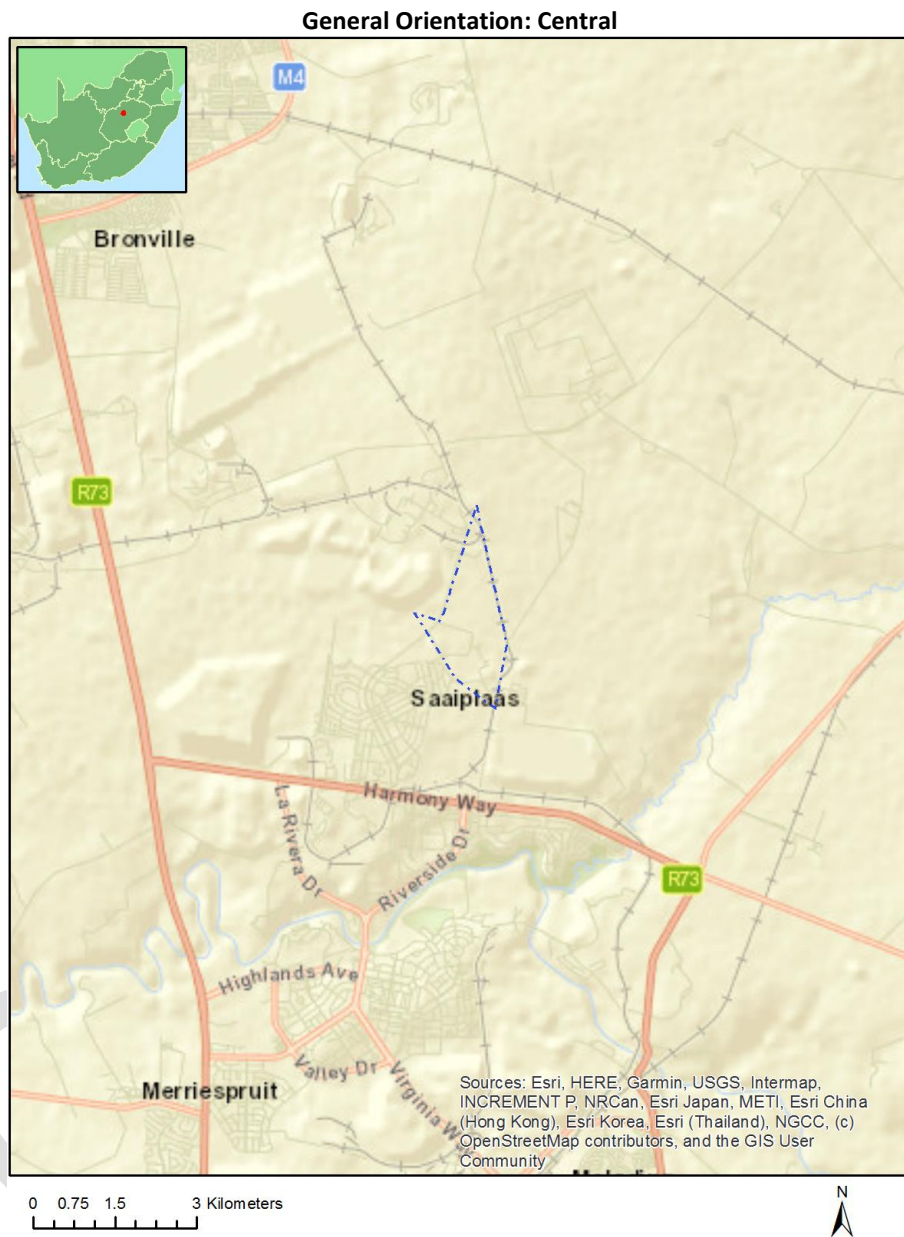 General Orientation: Central
M4
Bronville
R73
Saaiplaas
Harmony Way
La Rivera Dr
Riverside Dr
R73
Highlands Ave
Valley Dr
Virginia W
Merriespruit
Sources: Esri, HERE, Garmin, USGS, Intermap,
INCREMENT P, NRCan, Esri Japan, METI, Esri China
(Hong Kong), Esri Korea, Esri (Thailand), NGCC, (c)
OpenStreetMap contributors, and the GIS User
Community
0 0.75 1.5 3 Kilometers
N